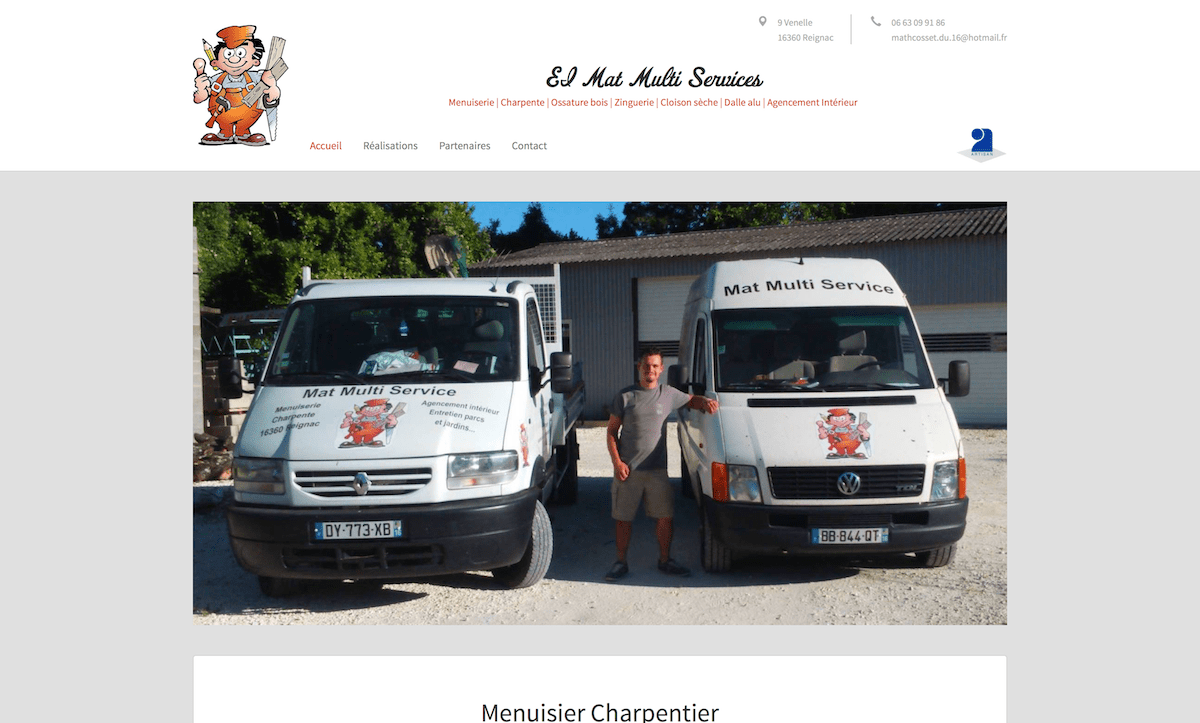 9 Venelle
16360 Reignac
06 63 09 91 86
mathcosset.du.16@hotmail.fr
EI Mat Multi Services
Menuiserie | Charpente | Ossature bois | Zinguerie | Cloison sèche | Dalle alu | Agencement Intérieur
Accueil
Réalisations
Partenaires
Contact
ARTISAN
Mat Multi Service
Menuiserie
Charpente
16360 Reignac
Agencement intérieur
Entretien parcs
et jardins...
DY-773-XB
Mat Multi Service
TDI
BB-844-QT
Menuisier Charpentier